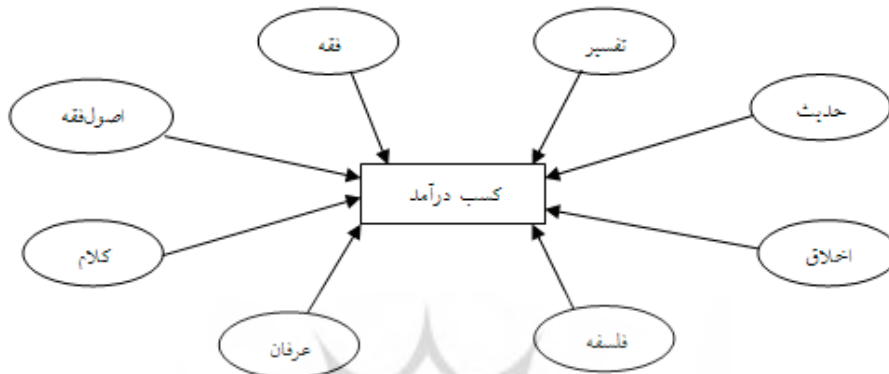 فقه
تفسیر
اصول‌فقه
حدیث
کسب درآمد
کلام
اخلاق
عرفان
فلسفه